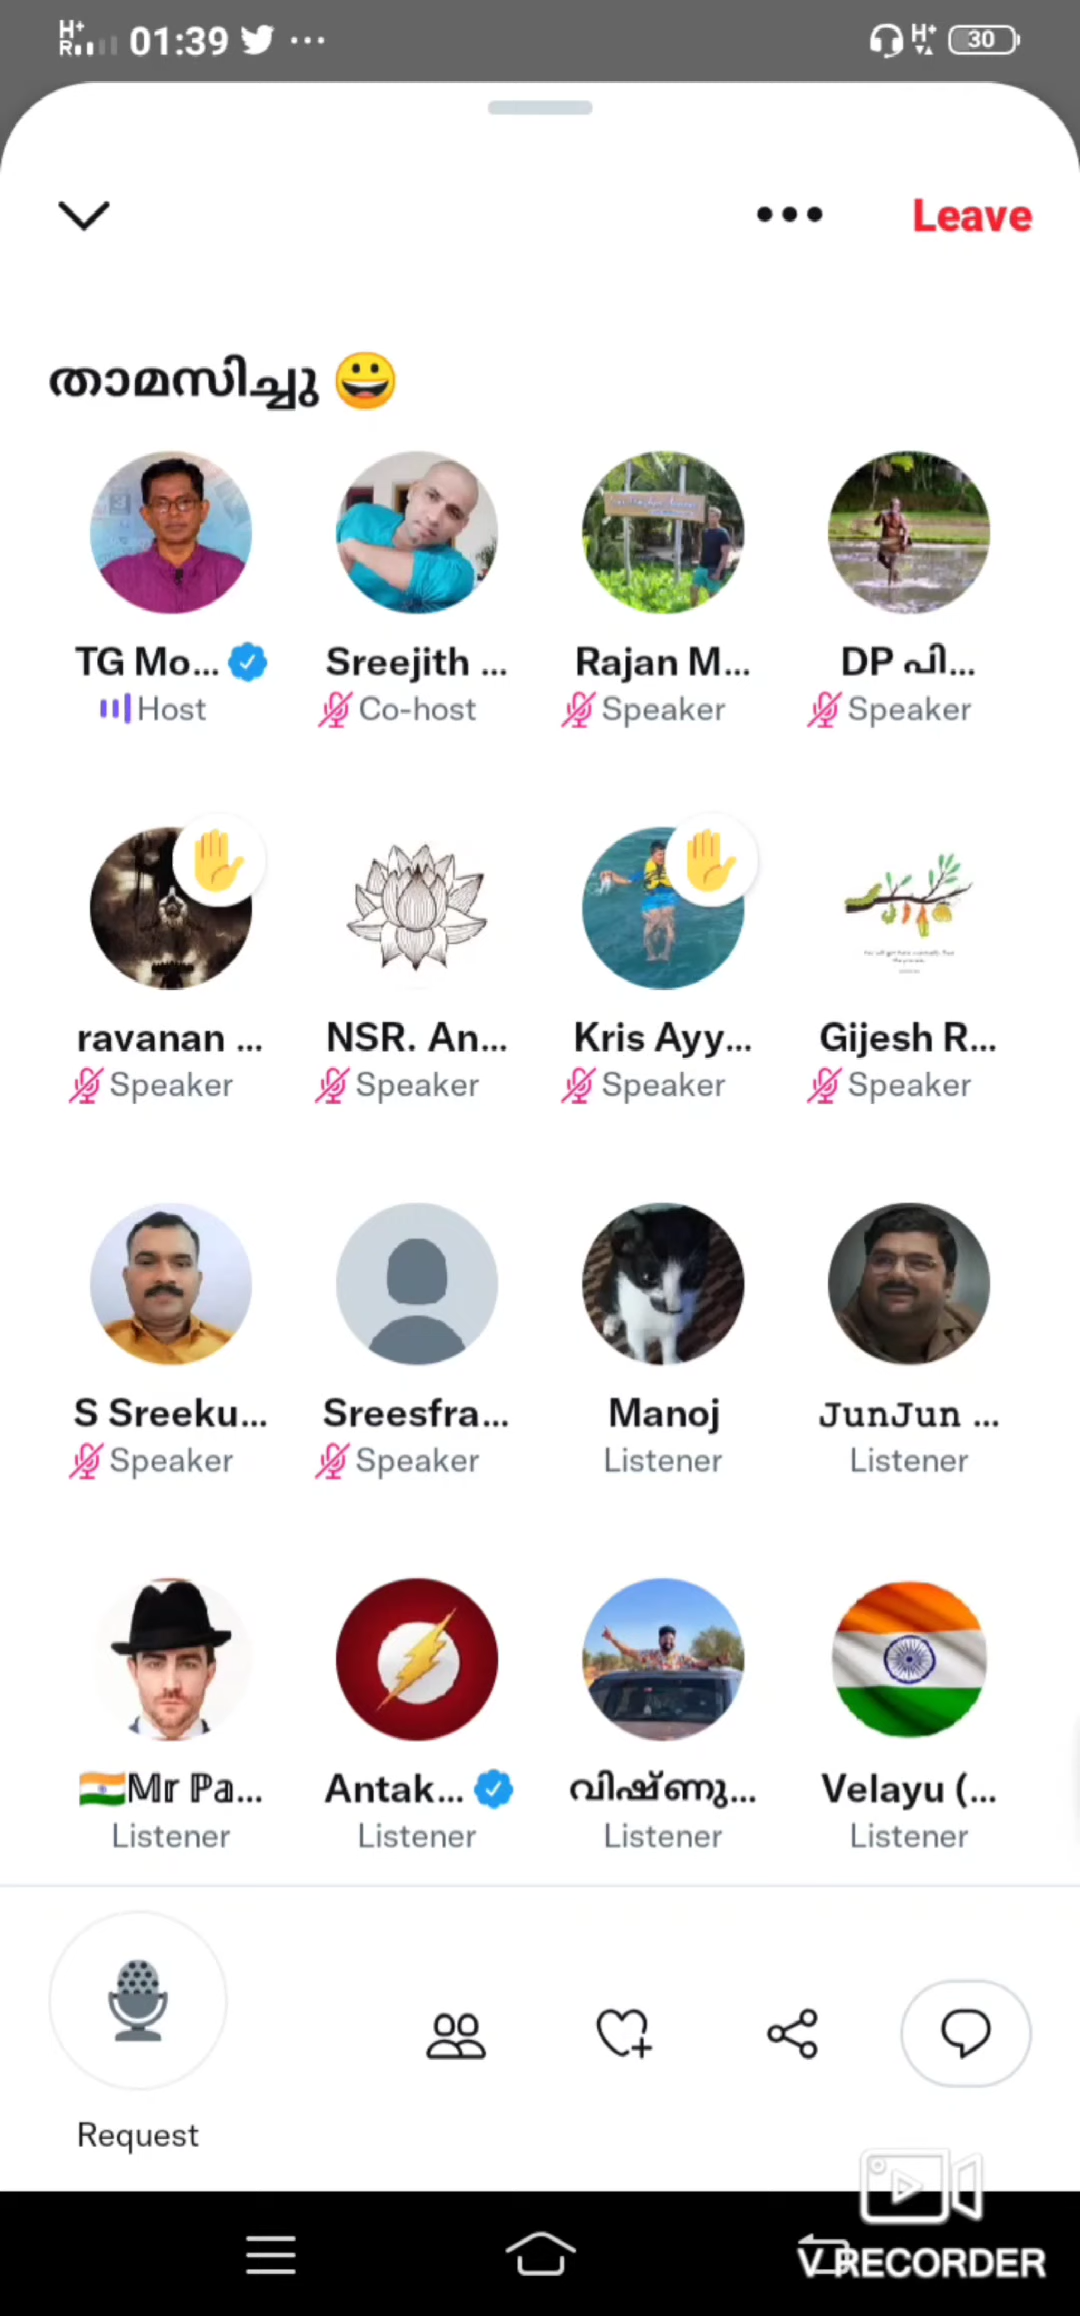 H+
R 01:39 ... H+ 30
Leave
താമസിച്ചു 😀
TG Mo... Sreejith ... Rajan M... DP പി...
Host Co-host Speaker Speaker
ravanan ... NSR. An... Kris Ayy... Gijesh R...
Speaker Speaker Speaker Speaker
S Sreeku... Sreesfra... Manoj JunJun ...
Speaker Speaker Listener Listener
🇮🇳Mr Pa... Antak... വിഷ്ണു... Velayu (...
Listener Listener Listener Listener
Request
V RECORDER